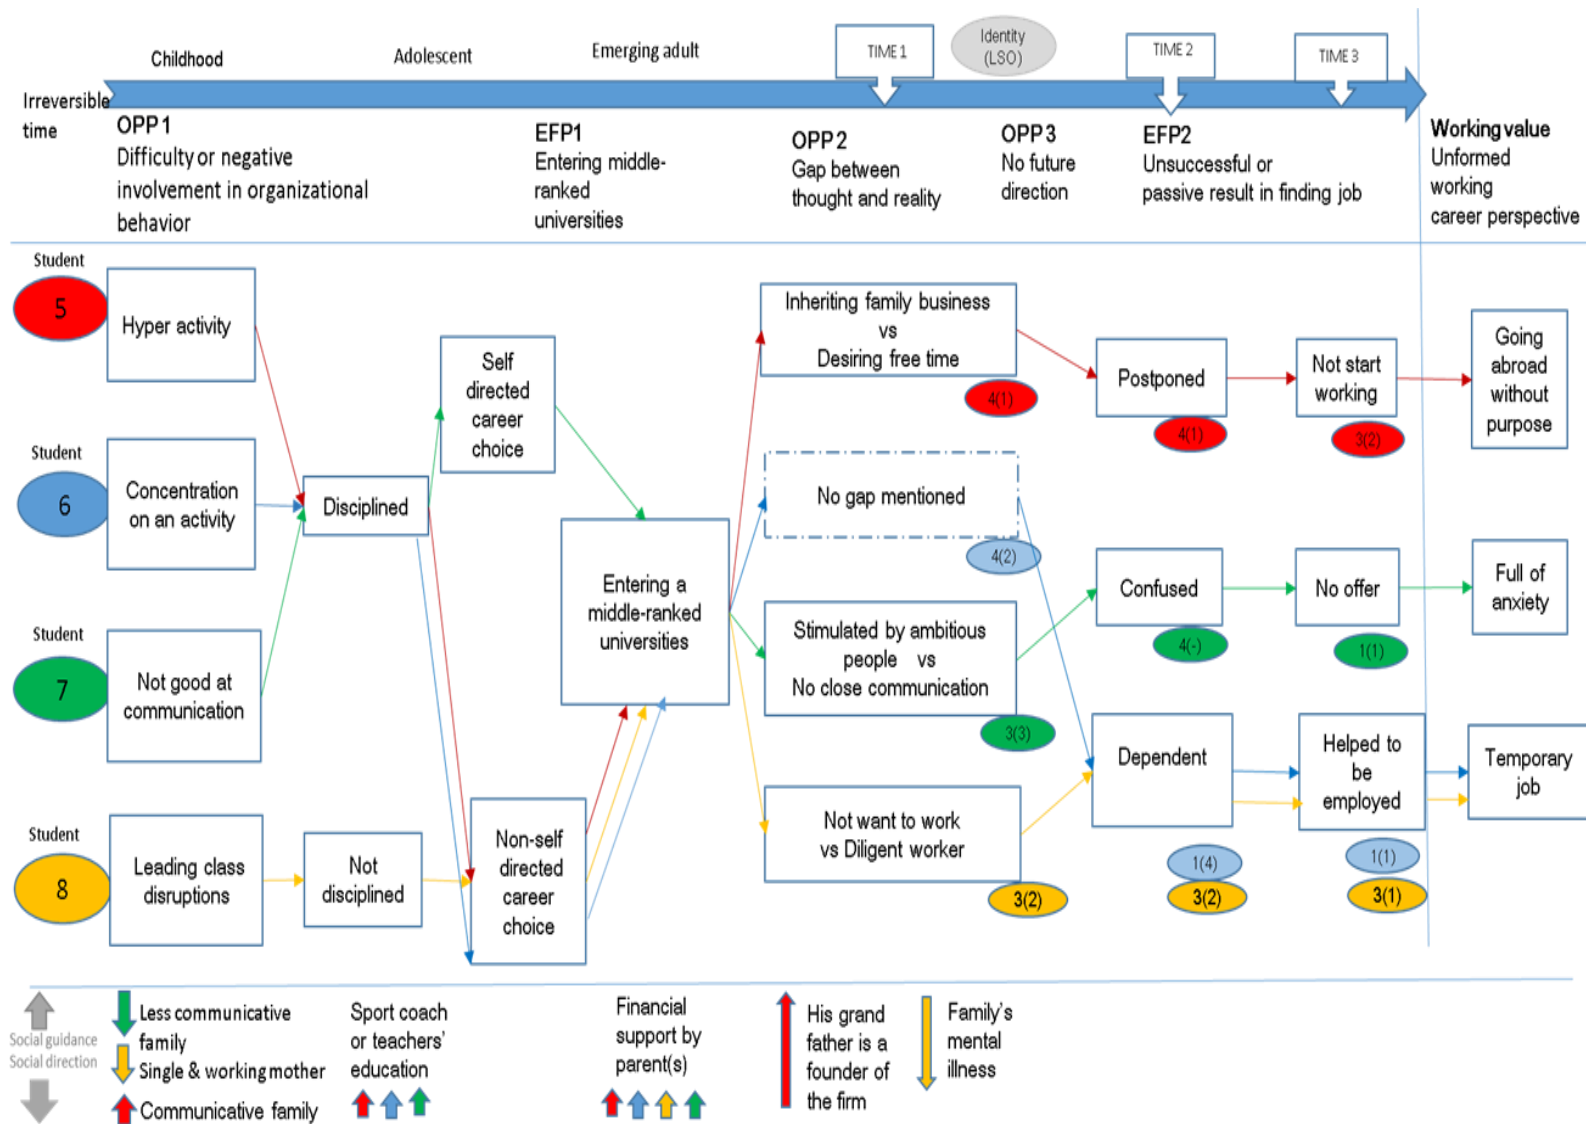 Childhood
Adolescent
Emerging adult
TIME 1
Identity
(LSO)
TIME 2
TIME 3
Irreversible
time
OPP 1
Difficulty or negative
involvement in organizational
behavior
EFP1
Entering middle-
ranked
universities
OPP 2
Gap between
thought and reality
OPP 3
No future
direction
EFP2
Unsuccessful or
passive result in finding job
Working value
Unformed
working
career perspective
Student
5
Hyper activity
Student
6
Concentration
on an activity
Student
7
Not good at
communication
Student
8
Leading class
disruptions
Disciplined
Not
disciplined
Self
directed
career
choice
Non-self
directed
career
choice
Entering a
middle-ranked
universities
Inheriting family business
vs
Desiring free time
4(1)
No gap mentioned
4(2)
Stimulated by ambitious
people vs
No close communication
3(3)
Not want to work
vs Diligent worker
3(2)
Postponed
4(1)
Confused
4(-)
Dependent
1(4)
3(2)
Not start
working
3(2)
No offer
1(1)
Helped to
be
employed
1(1)
3(1)
Going
abroad
without
purpose
Full of
anxiety
Temporary
job
Social guidance
Social direction
Less communicative
family
Single & working mother
Communicative family
Sport coach
or teachers'
education
Financial
support by
parent(s)
His grand
father is a
founder of
the firm
Family's
mental
illness